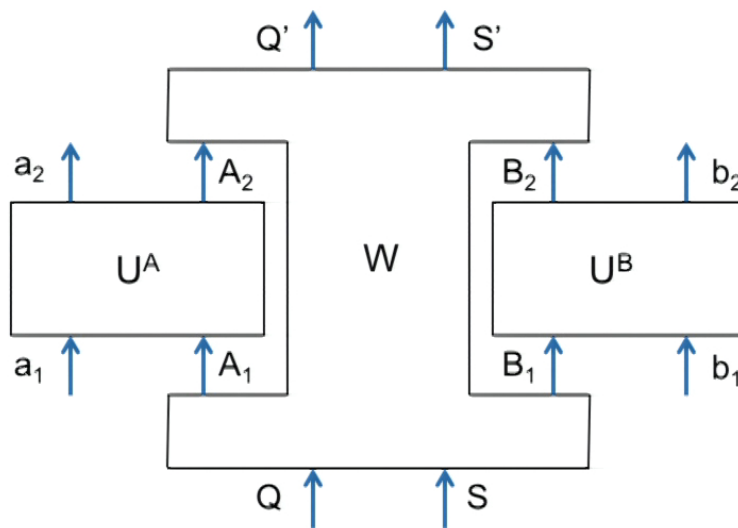 Q’ S’
a₂ A₂ B₂ b₂
Uᴬ W Uᴮ
a₁ A₁ B₁ b₁
Q S